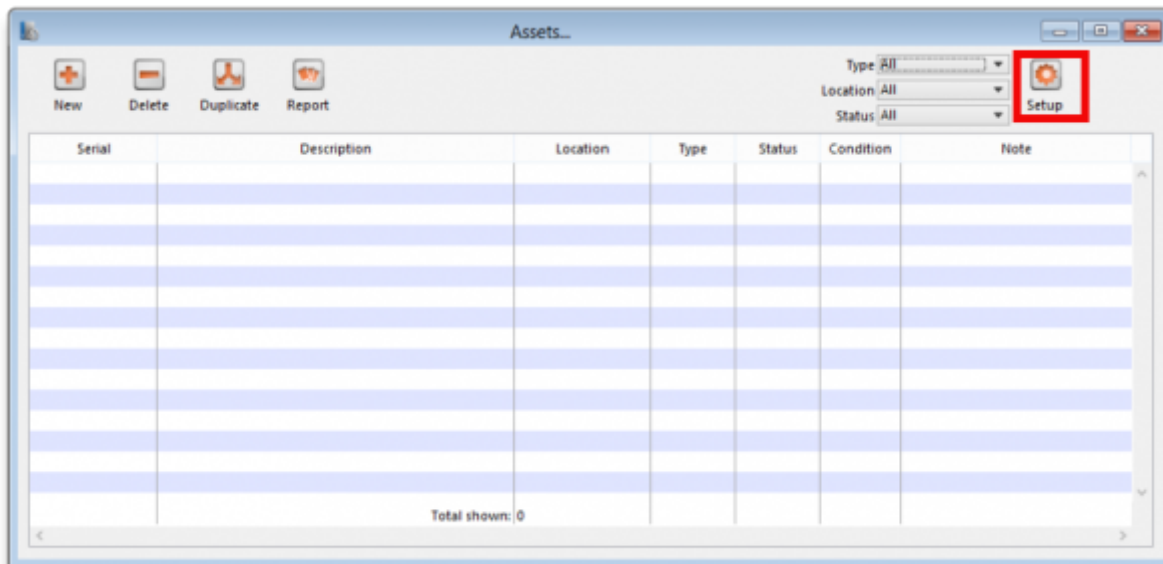 Assets...
New Delete Duplicate Report
Type All
Location All
Status All
Setup
Serial Description Location Type Status Condition Note
Total shown: 0